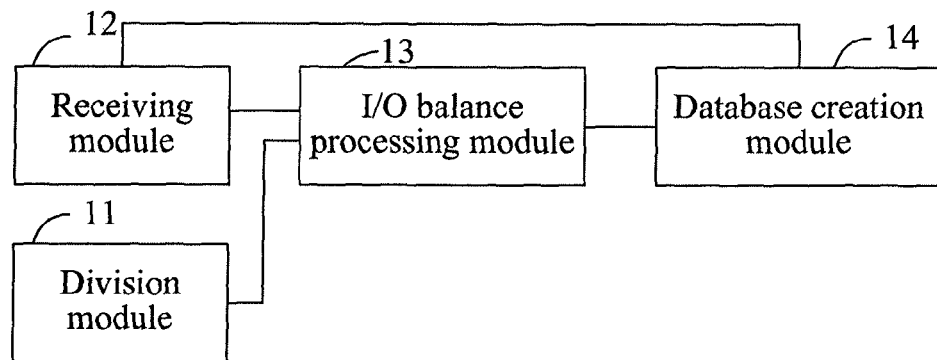 12
Receiving
module
13
I/O balance
processing module
14
Database creation
module
11
Division
module